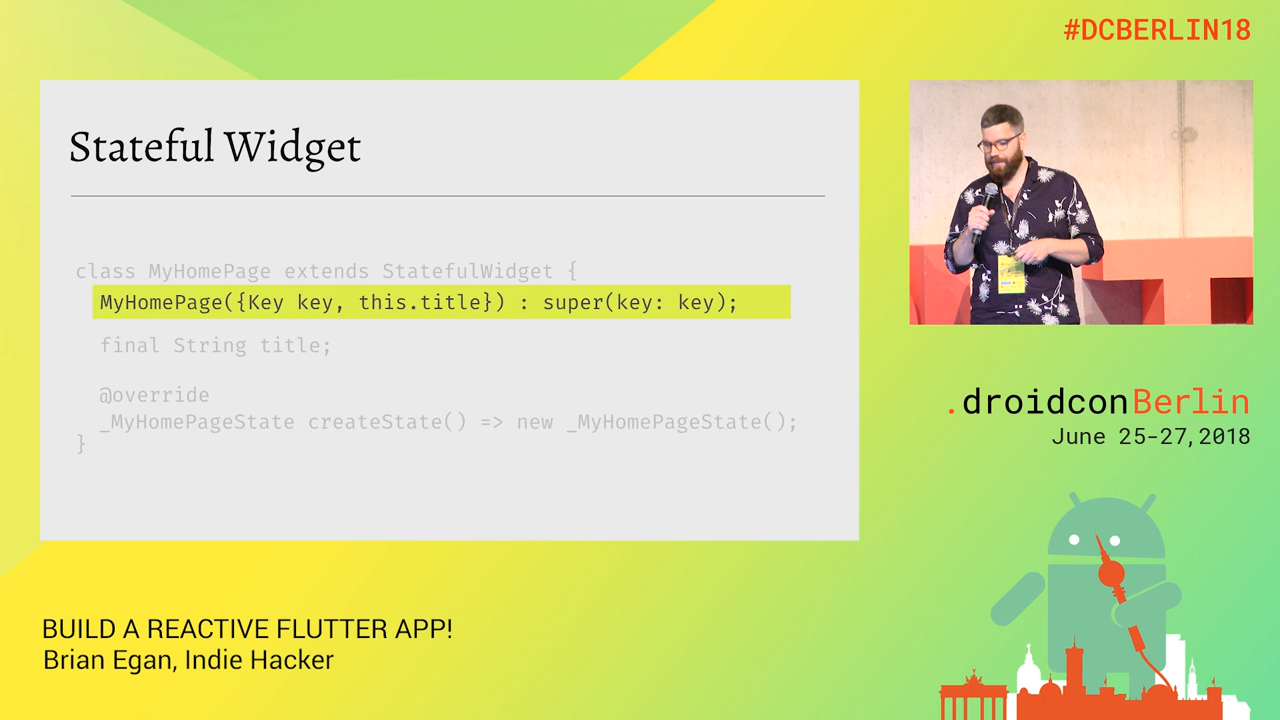 #DCBERLIN18
Stateful Widget
class MyHomePage extends StatefulWidget {
MyHomePage({Key key, this.title}) : super(key: key);
final String title;
@override
_MyHomePageState createState() => new _MyHomePageState();
}
.droidconBerlin
June 25-27, 2018
BUILD A REACTIVE FLUTTER APP!
Brian Egan, Indie Hacker